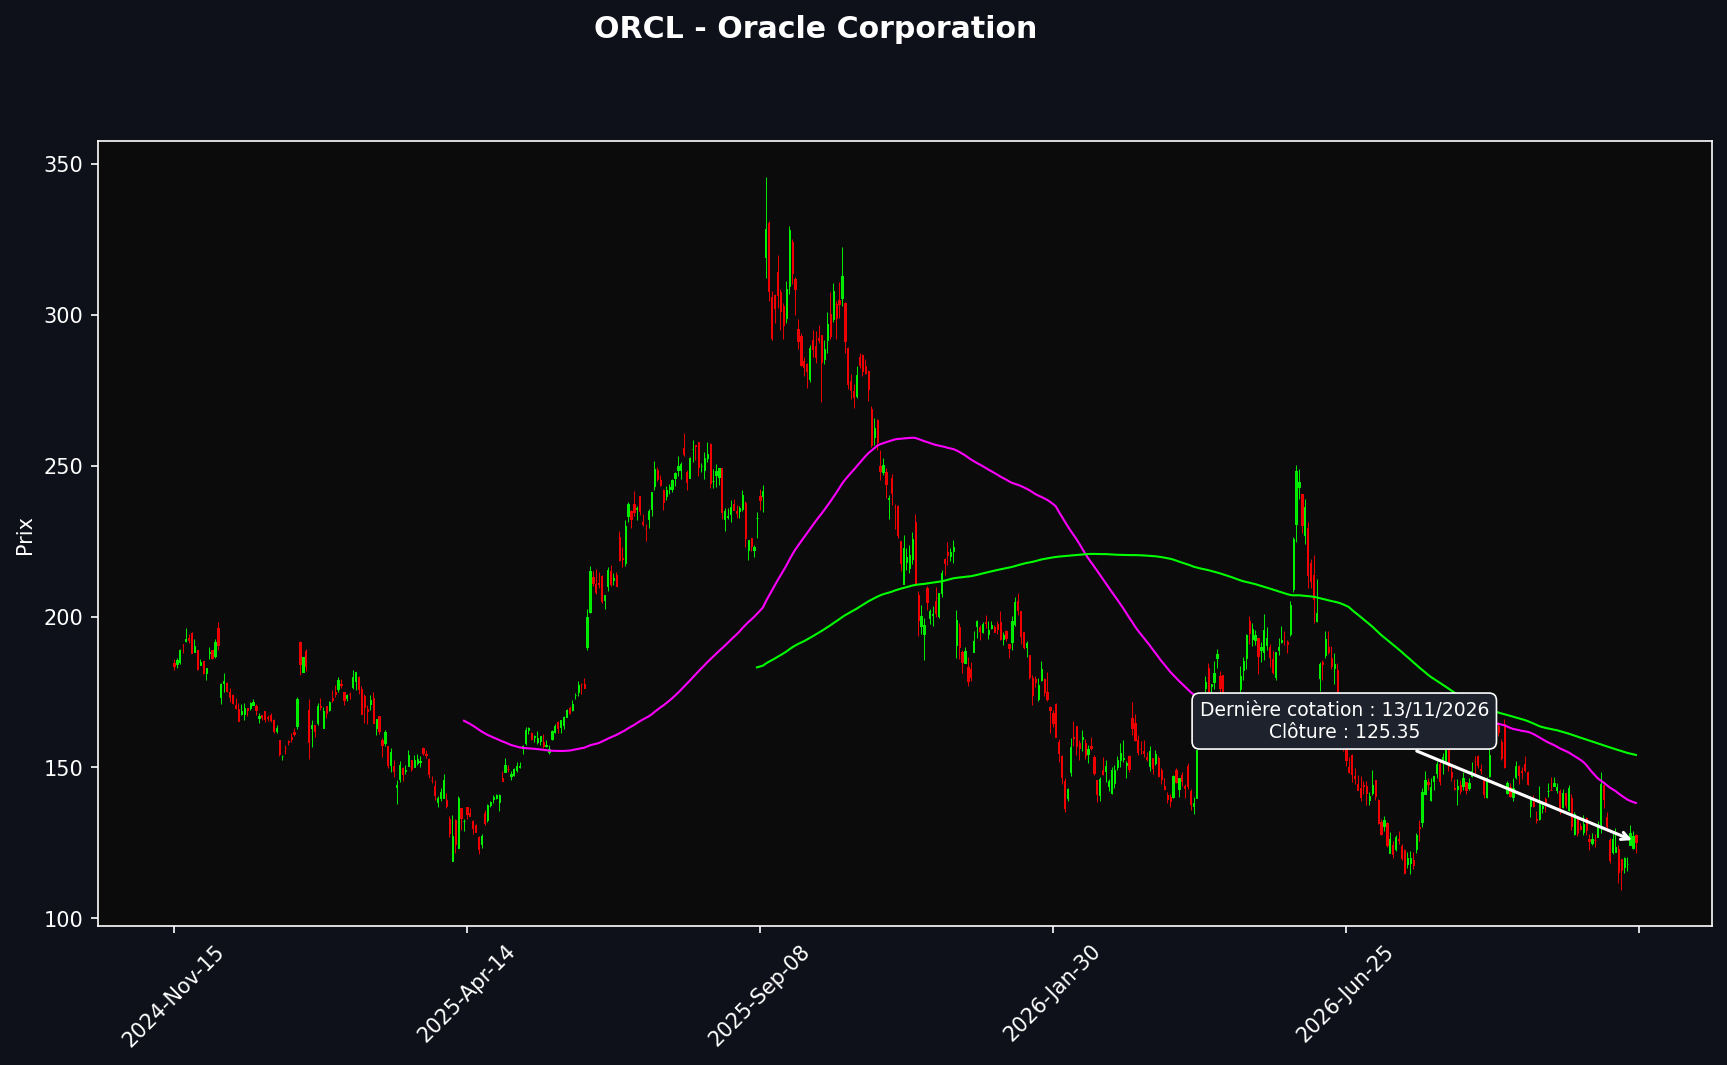 ORCL - Oracle Corporation
350
300
250
200
150
100
Prix
Dernière cotation : 13/11/2026
Clôture : 125.35
2024-Nov-15
2025-Apr-14
2025-Sep-08
2026-Jan-30
2026-Jun-25